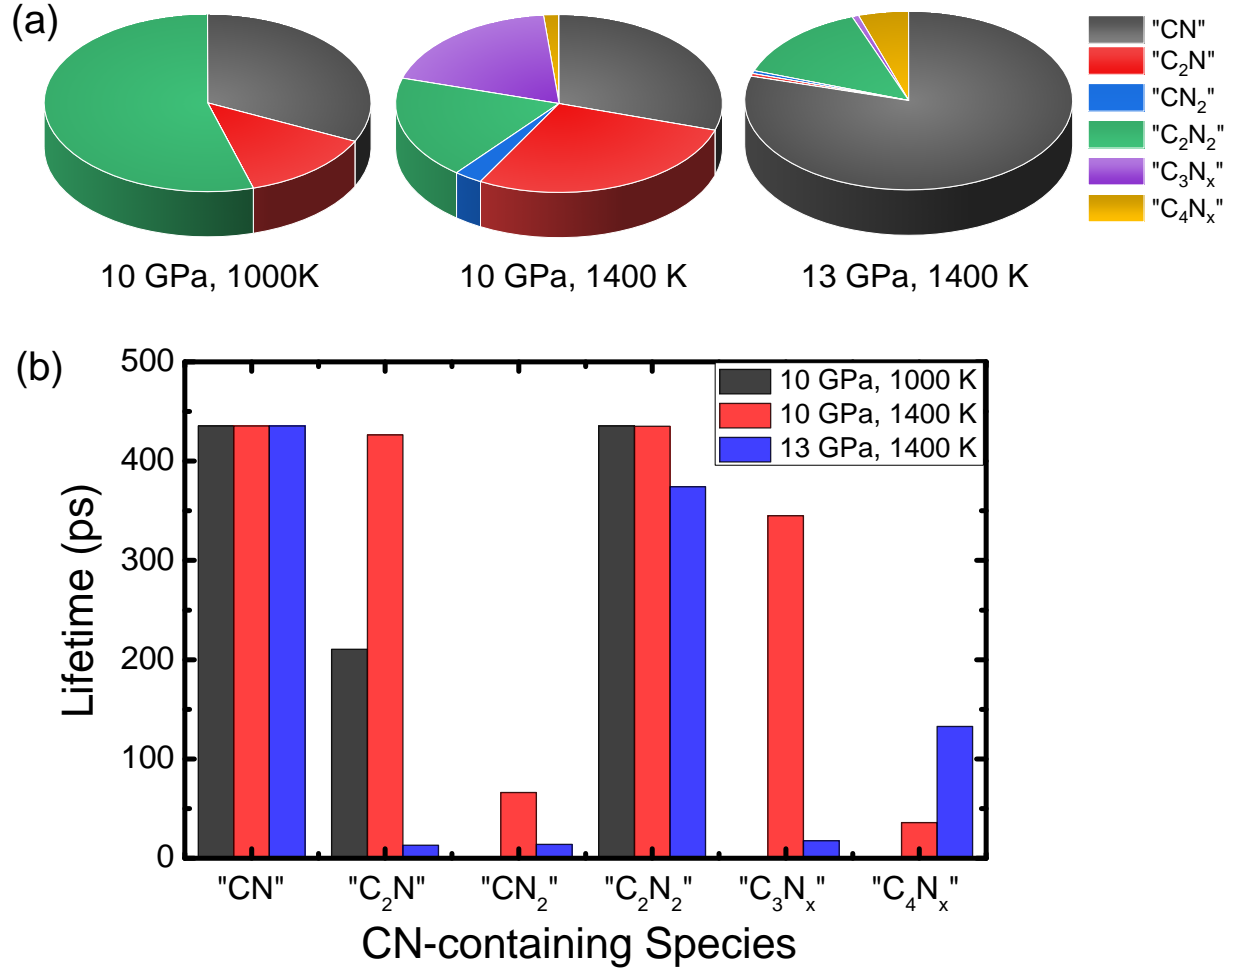 (a)
"CN"
"C₂N"
"CN₂"
"C₂N₂"
"C₃Nₓ"
"C₄Nₓ"
10 GPa, 1000K
10 GPa, 1400 K
13 GPa, 1400 K
(b)
500
400
300
200
100
0
Lifetime (ps)
10 GPa, 1000 K
10 GPa, 1400 K
13 GPa, 1400 K
"CN" "C₂N" "CN₂" "C₂N₂" "C₃Nₓ" "C₄Nₓ"
CN-containing Species